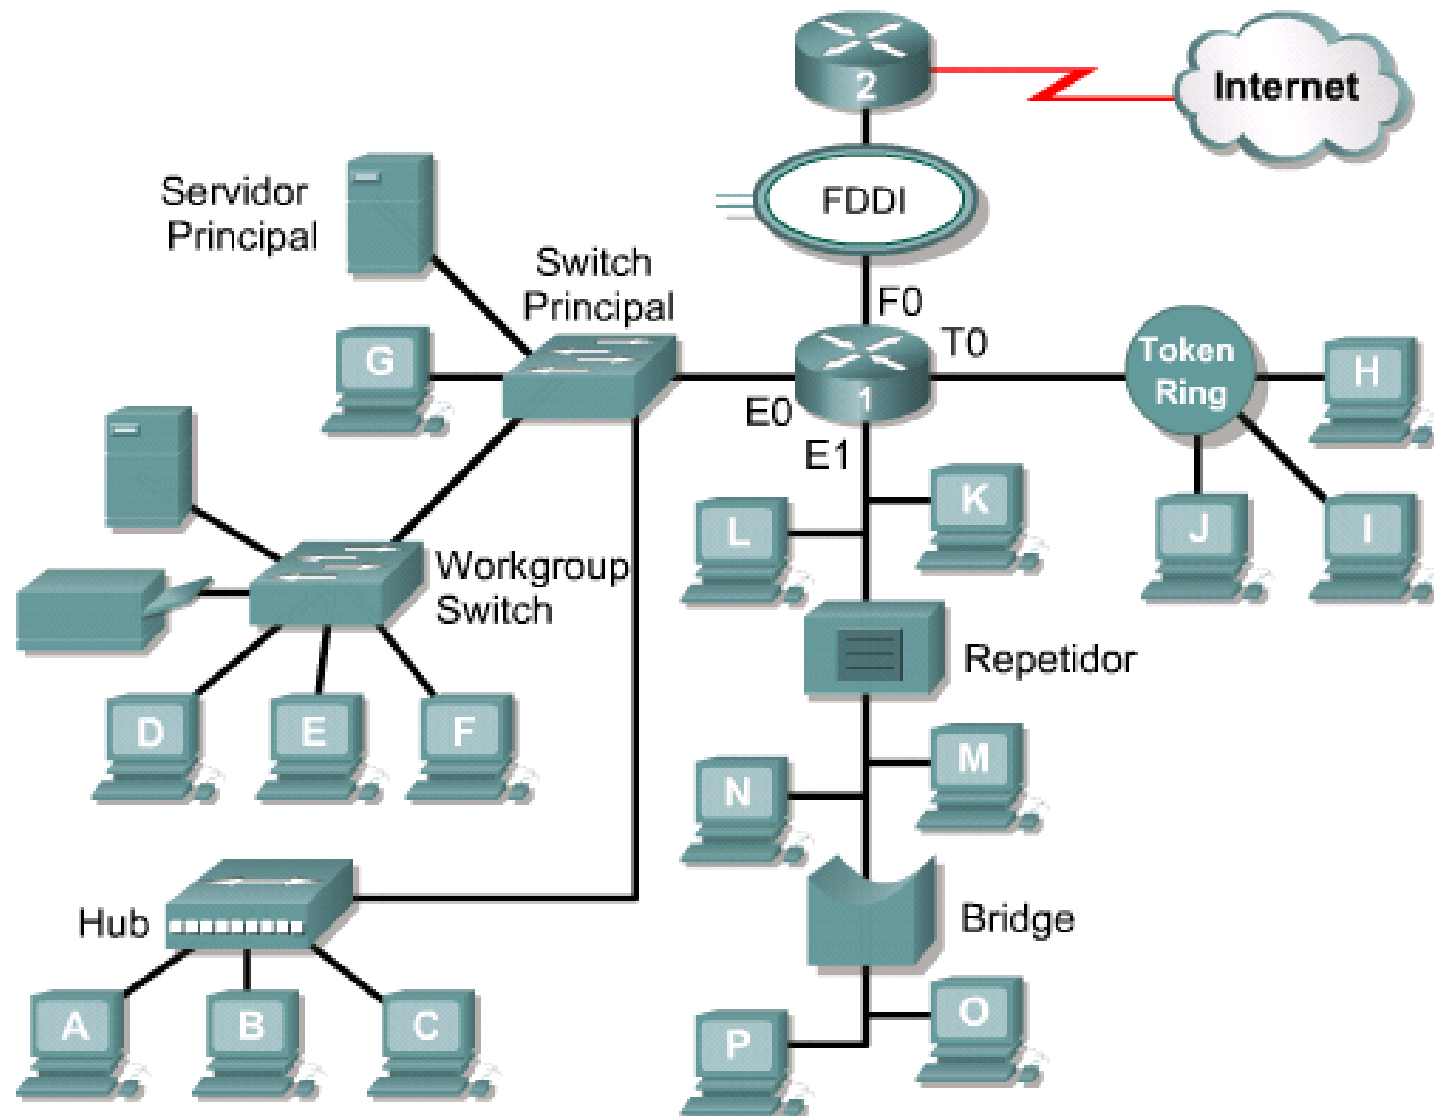 2
Internet
FDDI
Servidor
Principal
Switch
Principal
F0
T0
G
1
E0
E1
Token
Ring
H
L
K
J
I
Workgroup
Switch
Repetidor
D
E
F
N
M
Hub
Bridge
A
B
C
P
O